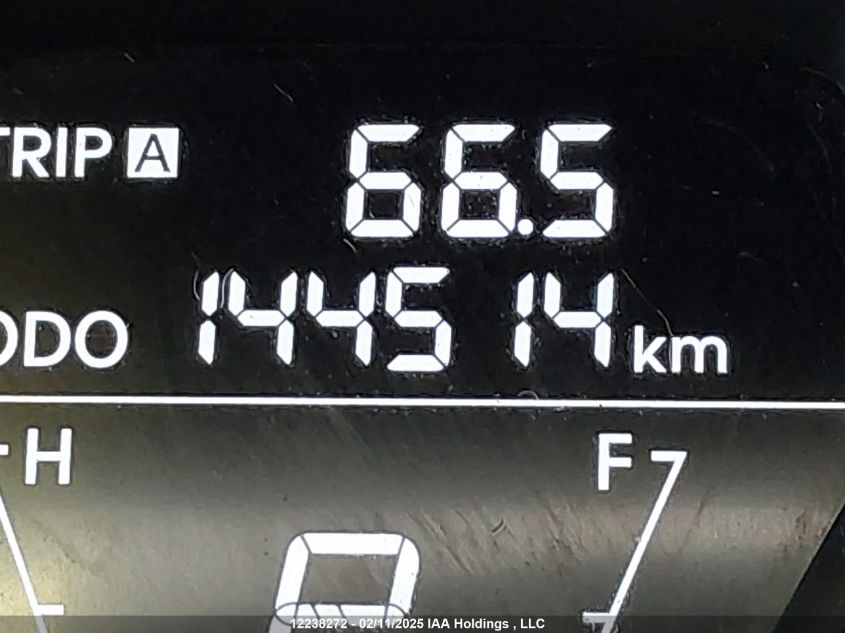 TRIP A 66.5
ODO 144514 km
H F
P
12238272 - 02/11/2025 IAA Holdings , LLC